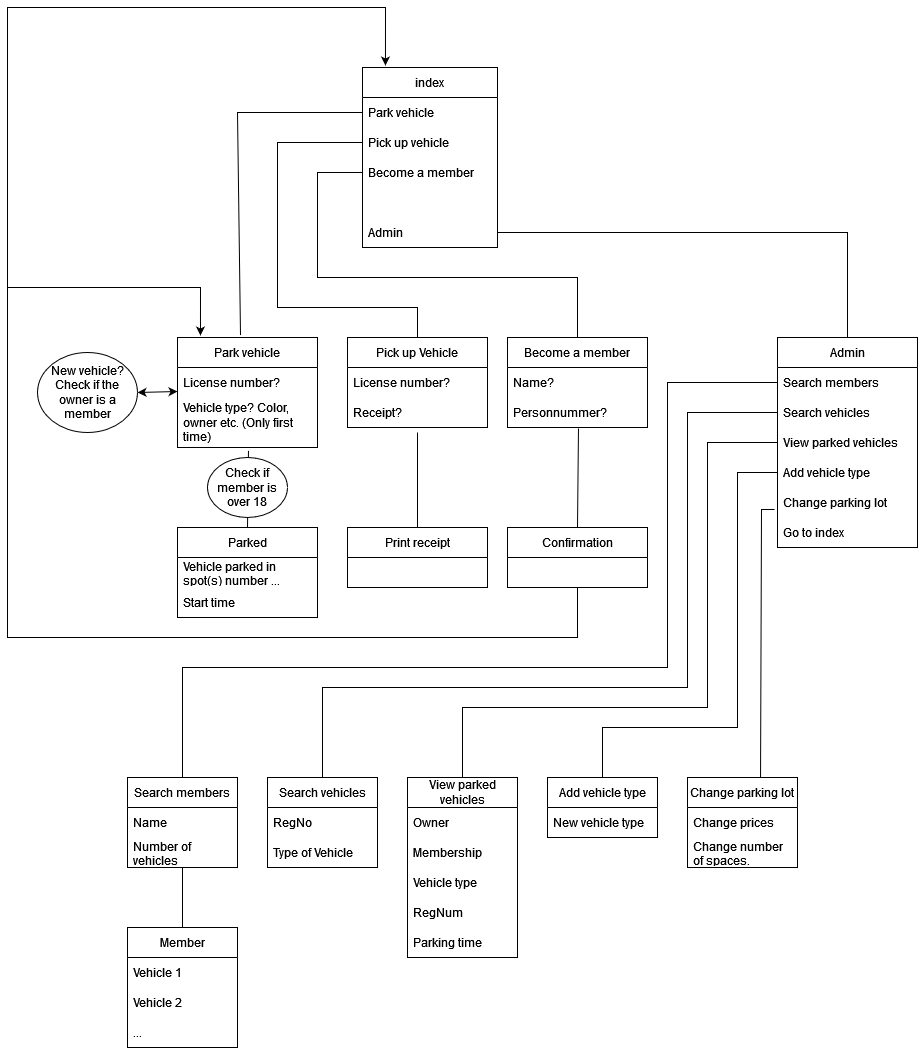 index
Park vehicle
Pick up vehicle
Become a member
Admin
New vehicle?
Check if the
owner is a
member
Park vehicle
License number?
Vehicle type? Color,
owner etc. (Only first
time)
Check if
member is
over 18
Parked
Vehicle parked in
spot(s) number ...
Start time
Pick up Vehicle
License number?
Receipt?
Print receipt
Become a member
Name?
Personnummer?
Confirmation
Admin
Search members
Search vehicles
View parked vehicles
Add vehicle type
Change parking lot
Go to index
Search members
Name
Number of
vehicles
Member
Vehicle 1
Vehicle 2
...
Search vehicles
RegNo
Type of Vehicle
View parked
vehicles
Owner
Membership
Vehicle type
RegNum
Parking time
Add vehicle type
New vehicle type
Change parking lot
Change prices
Change number
of spaces.